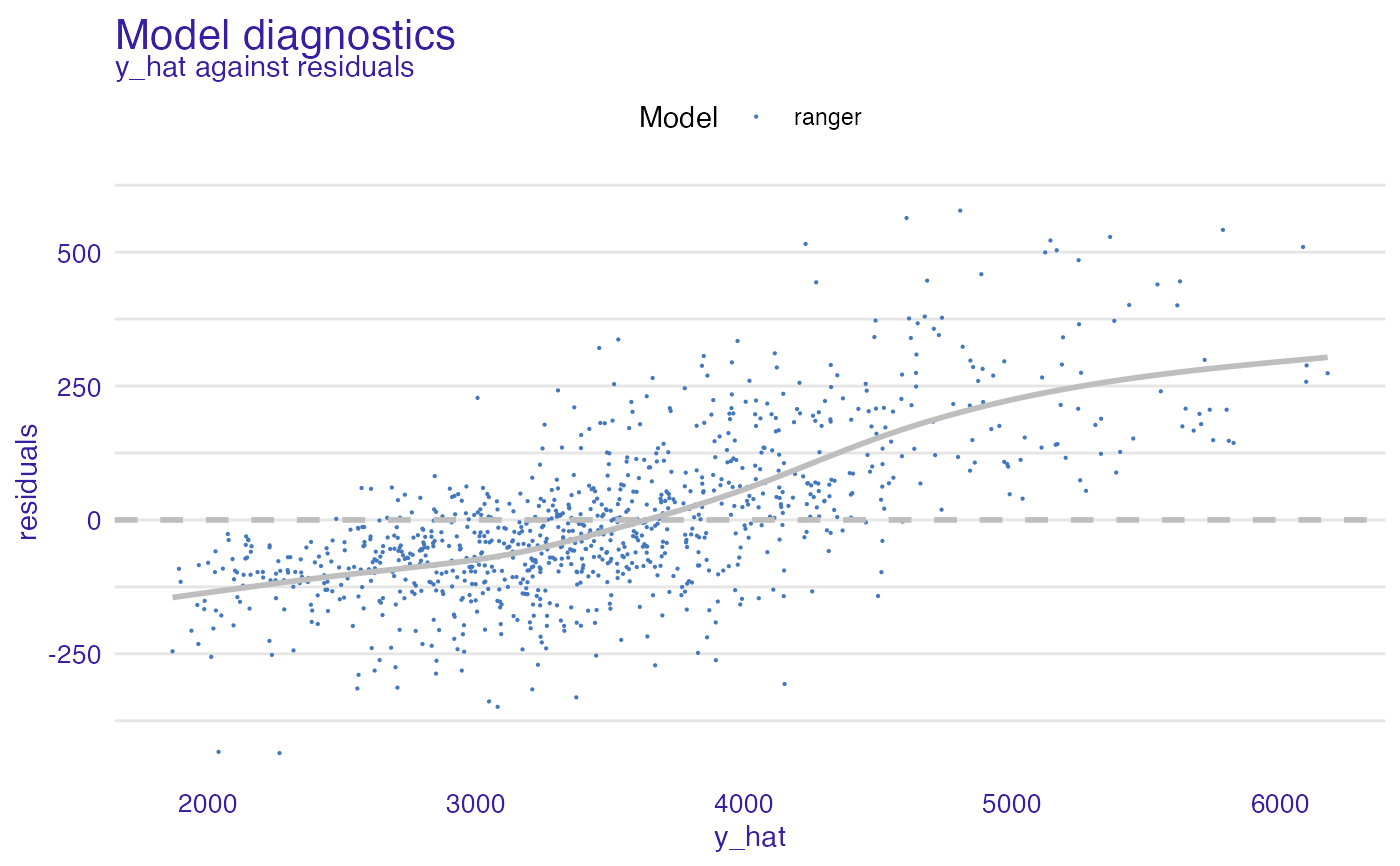 Model diagnostics
y_hat against residuals
Model ranger
residuals
500
250
0
-250
2000 3000 4000 5000 6000
y_hat